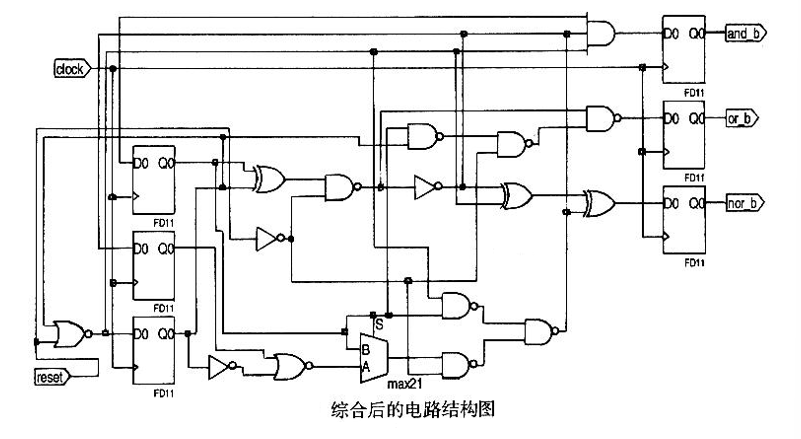 D0 Q0 and_b
clock
FD11
D0 Q0 or_b
D0 Q0
FD11
FD11
D0 Q0 nor_b
D0 Q0
FD11
FD11
S
D0 Q0
B
A
reset
FD11
max21
综合后的电路结构图